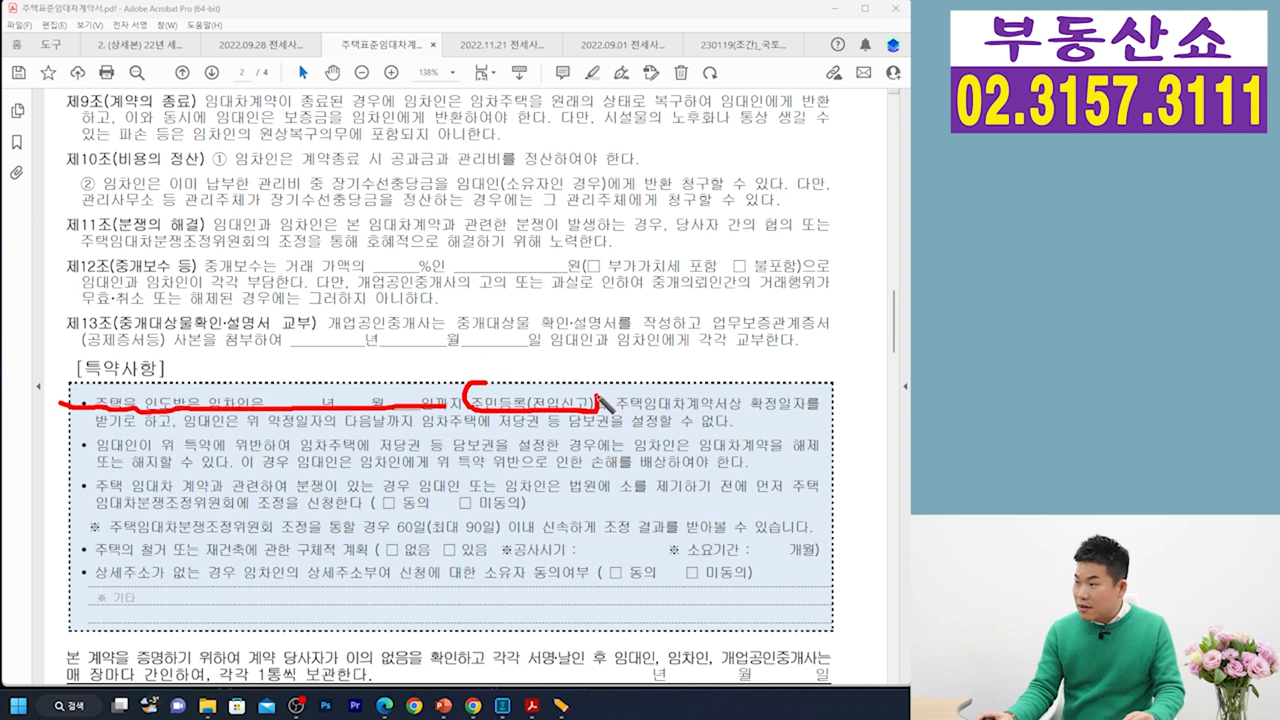 주택표준임대차계약서.pdf - Adobe Acrobat Pro (64-bit)
파일(F) 편집(E) 보기(V) 전자 서명 창(W) 도움말(H)
홈 도구 2. (상세본) 22년 세... 2022.09.28 전세사... 주택표준임대차계... × 2022.11.21 전세사... 2022.09.01 전세사... 230119(조간)_국토...
2 / 4 138%
제9조(계약의 종료) 임대차계약이 종료된 경우에 임차인은 임차주택을 원래의 상태로 복구하여 임대인에게 반환
하고, 이와 동시에 임대인은 보증금을 임차인에게 반환하여야 한다. 다만, 시설물의 노후화나 통상 생길 수
있는 파손 등은 임차인의 원상복구의무에 포함되지 아니한다.
제10조(비용의 정산) ① 임차인은 계약종료 시 공과금과 관리비를 정산하여야 한다.
② 임차인은 이미 납부한 관리비 중 장기수선충당금을 임대인(소유자인 경우)에게 반환 청구할 수 있다. 다만,
관리사무소 등 관리주체가 장기수선충당금을 정산하는 경우에는 그 관리주체에게 청구할 수 있다.
제11조(분쟁의 해결) 임대인과 임차인은 본 임대차계약과 관련한 분쟁이 발생하는 경우, 당사자 간의 협의 또는
주택임대차분쟁조정위원회의 조정을 통해 호혜적으로 해결하기 위해 노력한다.
제12조(중개보수 등) 중개보수는 거래 가액의 _____%인 ____________원(□ 부가가치세 포함 □ 불포함)으로
임대인과 임차인이 각각 부담한다. 다만, 개업공인중개사의 고의 또는 과실로 인하여 중개의뢰인간의 거래행위가
무효·취소 또는 해제된 경우에는 그러하지 아니하다.
제13조(중개대상물확인·설명서 교부) 개업공인중개사는 중개대상물 확인·설명서를 작성하고 업무보증관계증서
(공제증서등) 사본을 첨부하여 ________년_______월_______일 임대인과 임차인에게 각각 교부한다.
[특약사항]
• 주택을 인도받은 임차인은 ____년 ____월 ____일까지 주민등록(전입신고) 주택임대차계약서상 확정일자를
받기로 하고, 임대인은 위 약정일자의 다음날까지 임차주택에 저당권 등 담보권을 설정할 수 없다.
• 임대인이 위 특약에 위반하여 임차주택에 저당권 등 담보권을 설정한 경우에는 임차인은 임대차계약을 해제
또는 해지할 수 있다. 이 경우 임대인은 임차인에게 위 특약 위반으로 인한 손해를 배상하여야 한다.
• 주택 임대차 계약과 관련하여 분쟁이 있는 경우 임대인 또는 임차인은 법원에 소를 제기하기 전에 먼저 주택
임대차분쟁조정위원회에 조정을 신청한다 ( □ 동의 □ 미동의)
※ 주택임대차분쟁조정위원회 조정을 통할 경우 60일(최대 90일) 이내 신속하게 조정 결과를 받아볼 수 있습니다.
• 주택의 철거 또는 재건축에 관한 구체적 계획 ( □ 없음 □ 있음 ※공사시기 : ※ 소요기간 : 개월)
• 상세주소가 없는 경우 임차인의 상세주소부여 신청에 대한 소유자 동의여부 ( □ 동의 □ 미동의)
※ 기타
본 계약을 증명하기 위하여 계약 당사자가 이의 없음을 확인하고 각각 서명·날인 후 임대인, 임차인, 개업공인중개사는
매 장마다 간인하여, 각각 1통씩 보관한다. 년 월 일
검색
부동산쇼
02.3157.3111